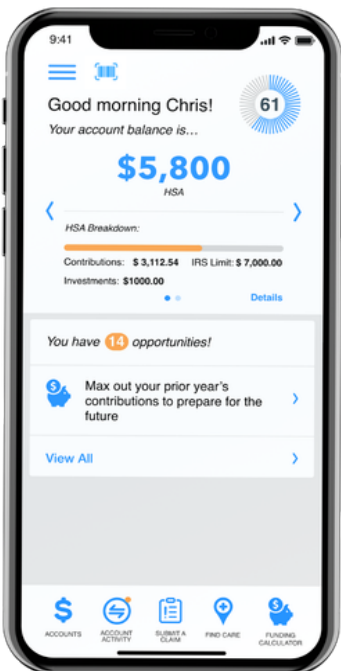 9:41
Good morning Chris!
61
Your account balance is...
$5,800
HSA
HSA Breakdown:
Contributions: $ 3,112.54 IRS Limit: $ 7,000.00
Investments: $1000.00
Details
You have 14 opportunities!
Max out your prior year's
contributions to prepare for the
future
View All
ACCOUNTS
ACCOUNT
ACTIVITY
SUBMIT A
CLAIM
FIND CARE
FUNDING
CALCULATOR